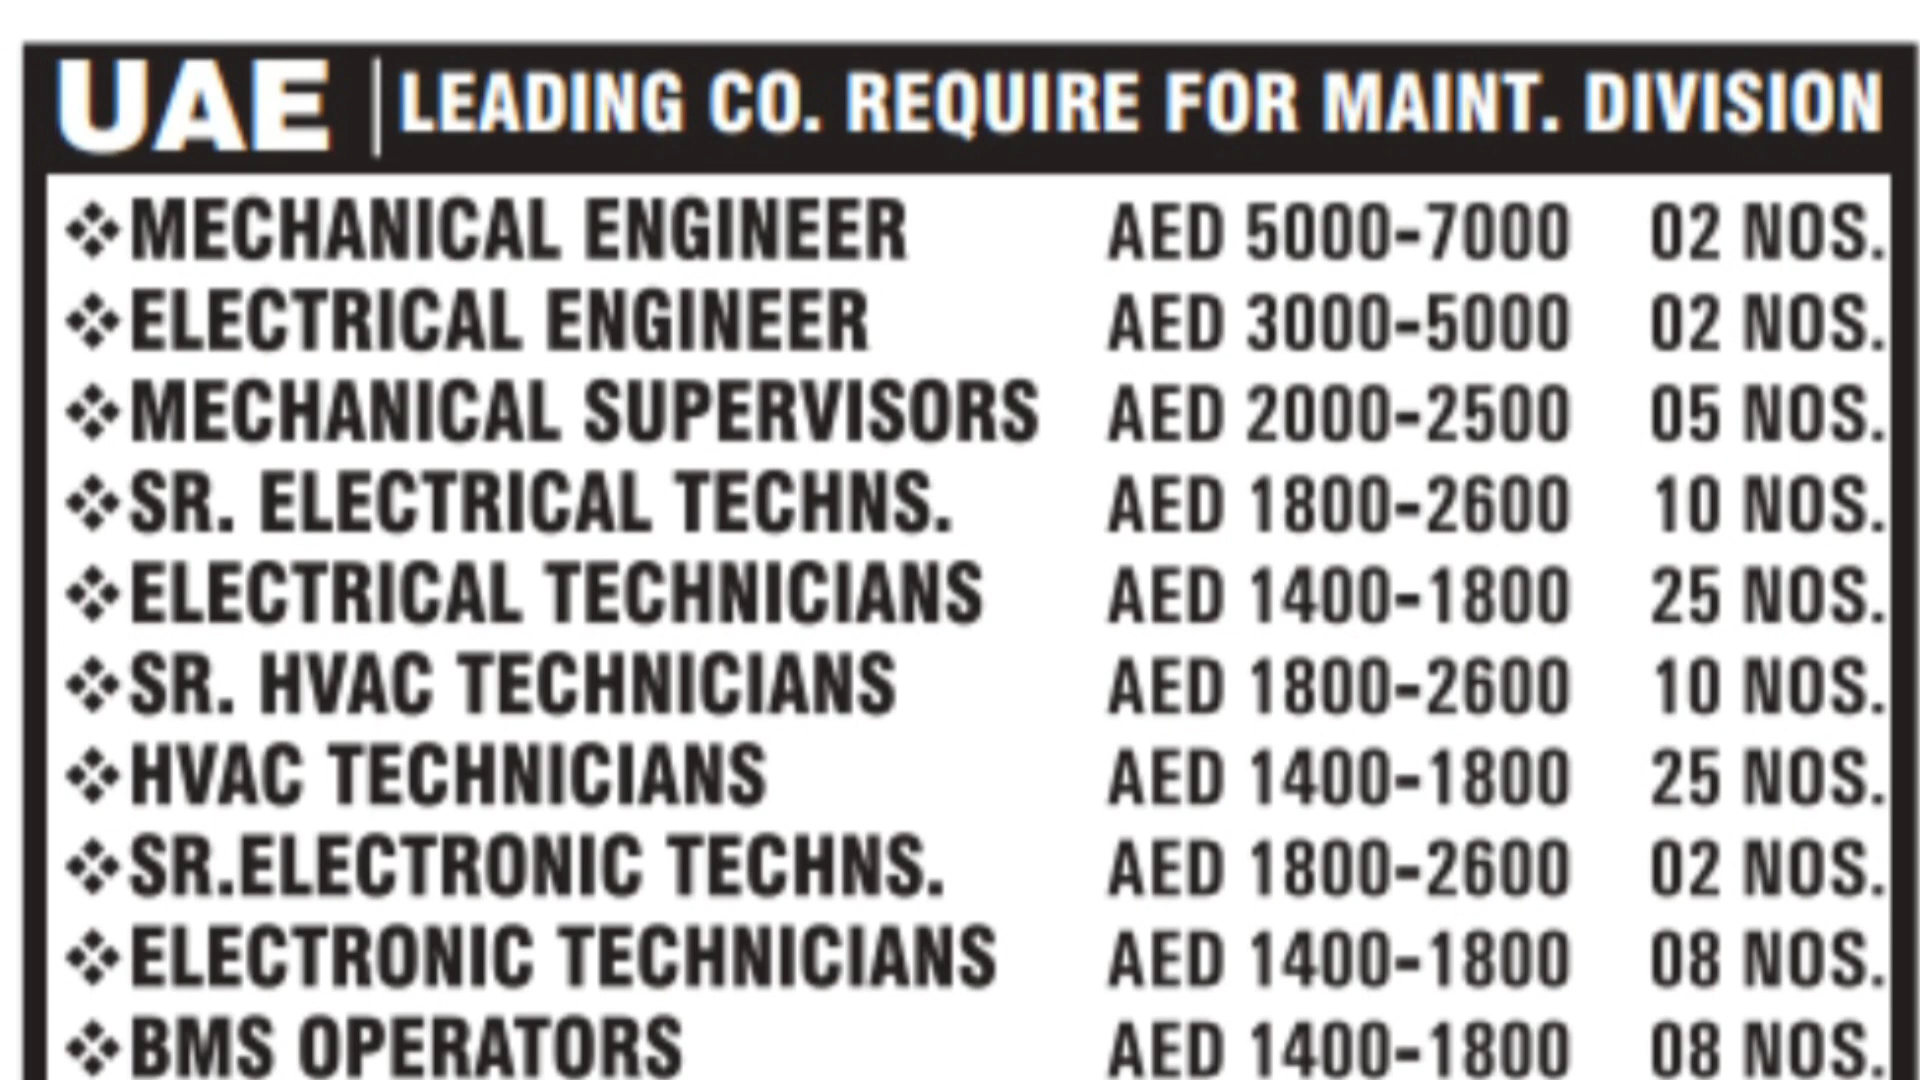 UAE | LEADING CO. REQUIRE FOR MAINT. DIVISION
❖MECHANICAL ENGINEER AED 5000-7000 02 NOS.
❖ELECTRICAL ENGINEER AED 3000-5000 02 NOS.
❖MECHANICAL SUPERVISORS AED 2000-2500 05 NOS.
❖SR. ELECTRICAL TECHNS. AED 1800-2600 10 NOS.
❖ELECTRICAL TECHNICIANS AED 1400-1800 25 NOS.
❖SR. HVAC TECHNICIANS AED 1800-2600 10 NOS.
❖HVAC TECHNICIANS AED 1400-1800 25 NOS.
❖SR.ELECTRONIC TECHNS. AED 1800-2600 02 NOS.
❖ELECTRONIC TECHNICIANS AED 1400-1800 08 NOS.
❖BMS OPERATORS AED 1400-1800 08 NOS.